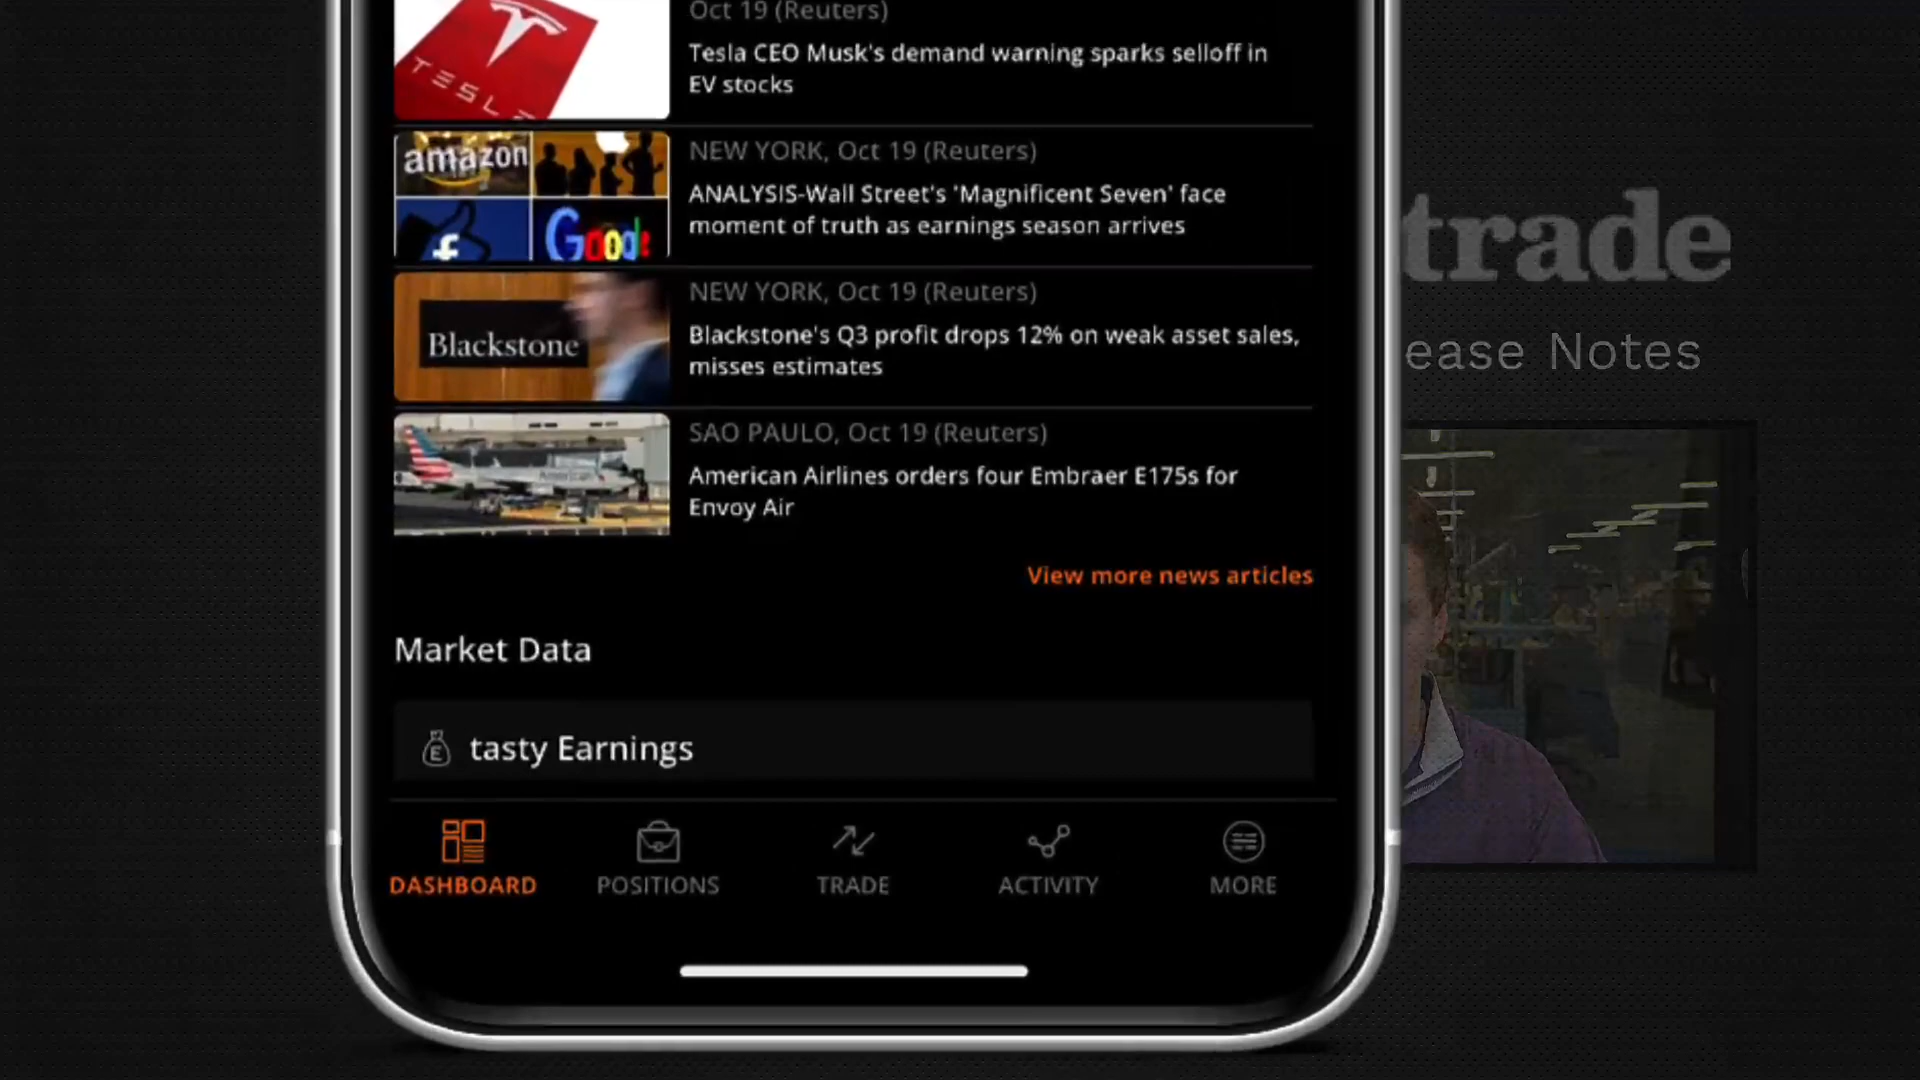 Oct 19 (Reuters)
Tesla CEO Musk's demand warning sparks selloff in
EV stocks
TESL
amazon
Google
NEW YORK, Oct 19 (Reuters)
ANALYSIS-Wall Street's 'Magnificent Seven' face
moment of truth as earnings season arrives
Blackstone
NEW YORK, Oct 19 (Reuters)
Blackstone's Q3 profit drops 12% on weak asset sales,
misses estimates
American
SAO PAULO, Oct 19 (Reuters)
American Airlines orders four Embraer E175s for
Envoy Air
View more news articles
Market Data
tasty Earnings
DASHBOARD
POSITIONS
TRADE
ACTIVITY
MORE
trade
ease Notes